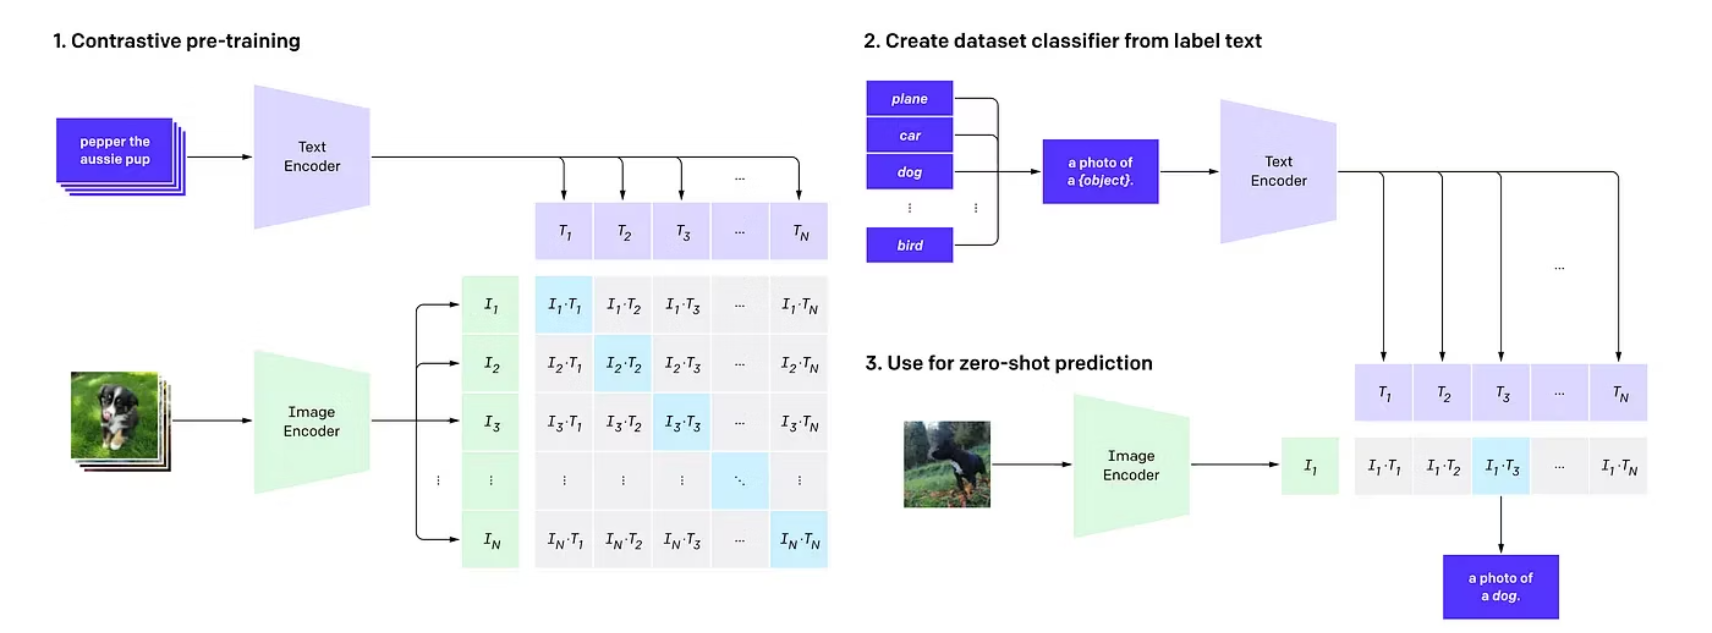 1. Contrastive pre-training
pepper the
aussie pup
Text
Encoder
...
T1 T2 T3 ... TN
I1 I1·T1 I1·T2 I1·T3 ... I1·TN
I2 I2·T1 I2·T2 I2·T3 ... I2·TN
Image
Encoder
I3 I3·T1 I3·T2 I3·T3 ... I3·TN
⋮ ⋮ ⋮ ⋮ ⋮ ⋱ ⋮
IN IN·T1 IN·T2 IN·T3 ... IN·TN
2. Create dataset classifier from label text
plane
car
dog
⋮ ⋮
bird
a photo of
a {object}.
Text
Encoder
...
3. Use for zero-shot prediction
T1 T2 T3 ... TN
Image
Encoder
I1 I1·T1 I1·T2 I1·T3 ... I1·TN
a photo of
a dog.